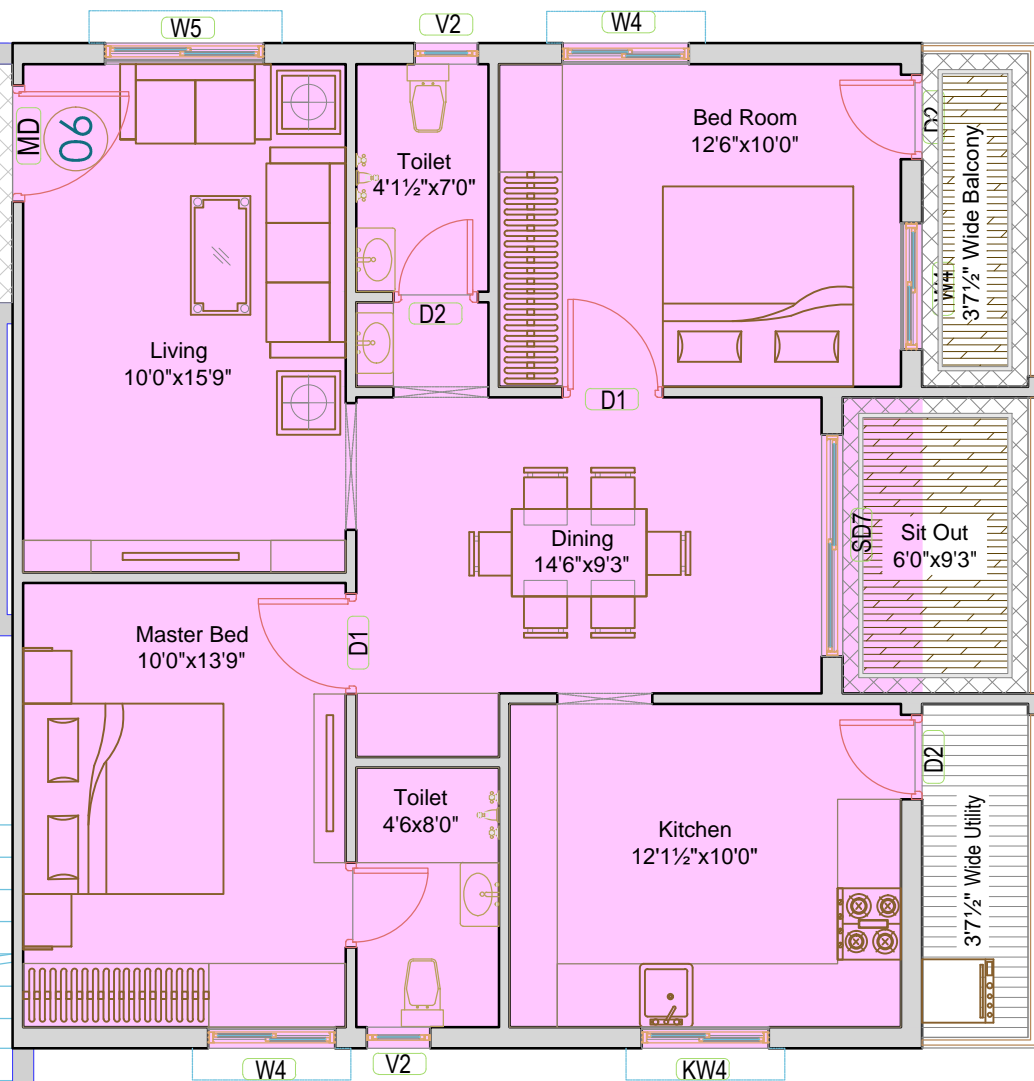 W5
V2
W4
MD
06
Toilet
4'1½"x7'0"
Bed Room
12'6"x10'0"
D2
3'7½" Wide Balcony
W4
D2
Living
10'0"x15'9"
D1
Dining
14'6"x9'3"
SD7
Sit Out
6'0"x9'3"
Master Bed
10'0"x13'9"
D1
Toilet
4'6x8'0"
Kitchen
12'1½"x10'0"
D2
3'7½" Wide Utility
W4
V2
KW4